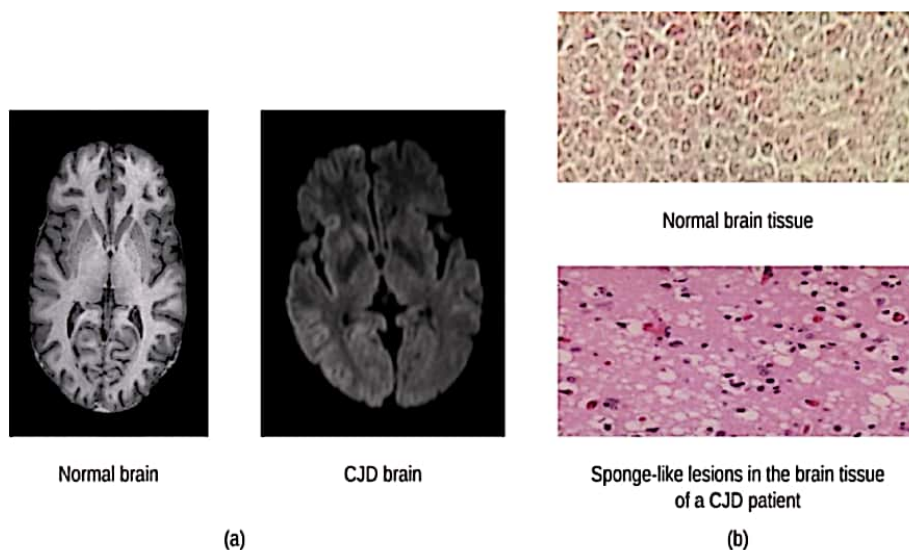 Normal brain tissue
Normal brain
CJD brain
Sponge-like lesions in the brain tissue
of a CJD patient
(a)
(b)